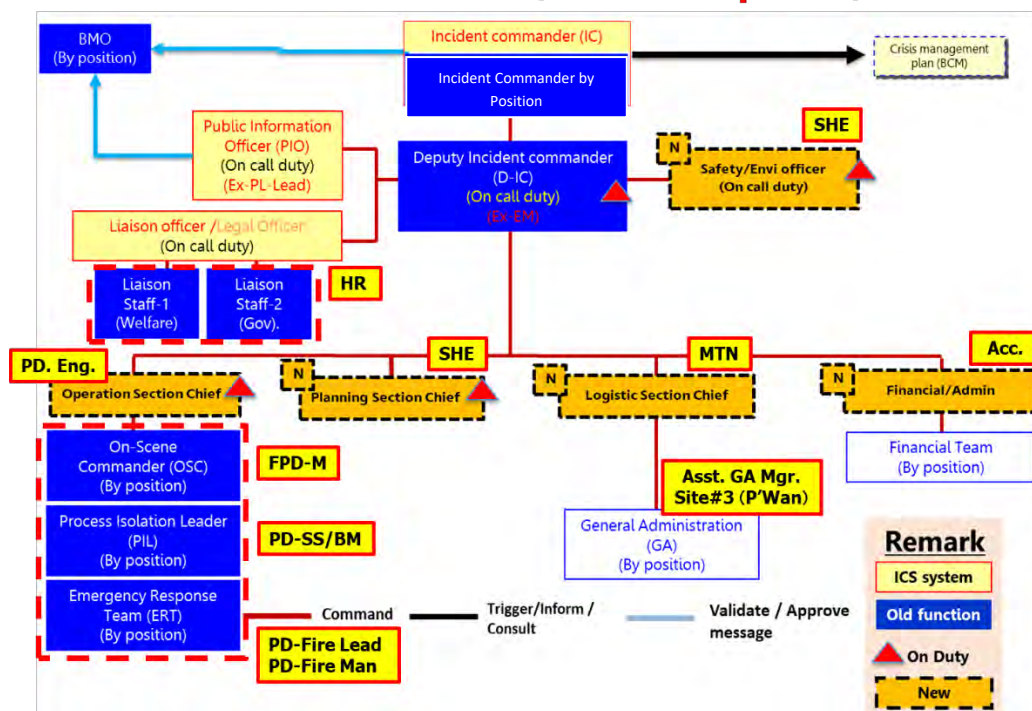 BMO
(By position)
Incident commander (IC)
Incident Commander by
Position
Crisis management
plan (BCM)
Public Information
Officer (PIO)
(On call duty)
(Ex-PL-Lead)
Deputy Incident commander
(D-IC)
(On call duty)
(Ex-EM)
SHE
N
Safety/Envi officer
(On call duty)
Liaison officer /Legal Officer
(On call duty)
Liaison
Staff-1
(Welfare)
Liaison
Staff-2
(Gov).
HR
PD. Eng.
SHE
MTN
Acc.
Operation Section Chief
N
Planning Section Chief
N
Logistic Section Chief
N
Financial/Admin
On-Scene
Commander (OSC)
(By position)
FPD-M
Financial Team
(By position)
Asst. GA Mgr.
Site#3 (P'Wan)
Process Isolation Leader
(PIL)
(By position)
PD-SS/BM
General Administration
(GA)
(By position)
Emergency Response
Team (ERT)
(By position)
PD-Fire Lead
PD-Fire Man
Command
Trigger/Inform /
Consult
Validate / Approve
message
Remark
ICS system
Old function
On Duty
New